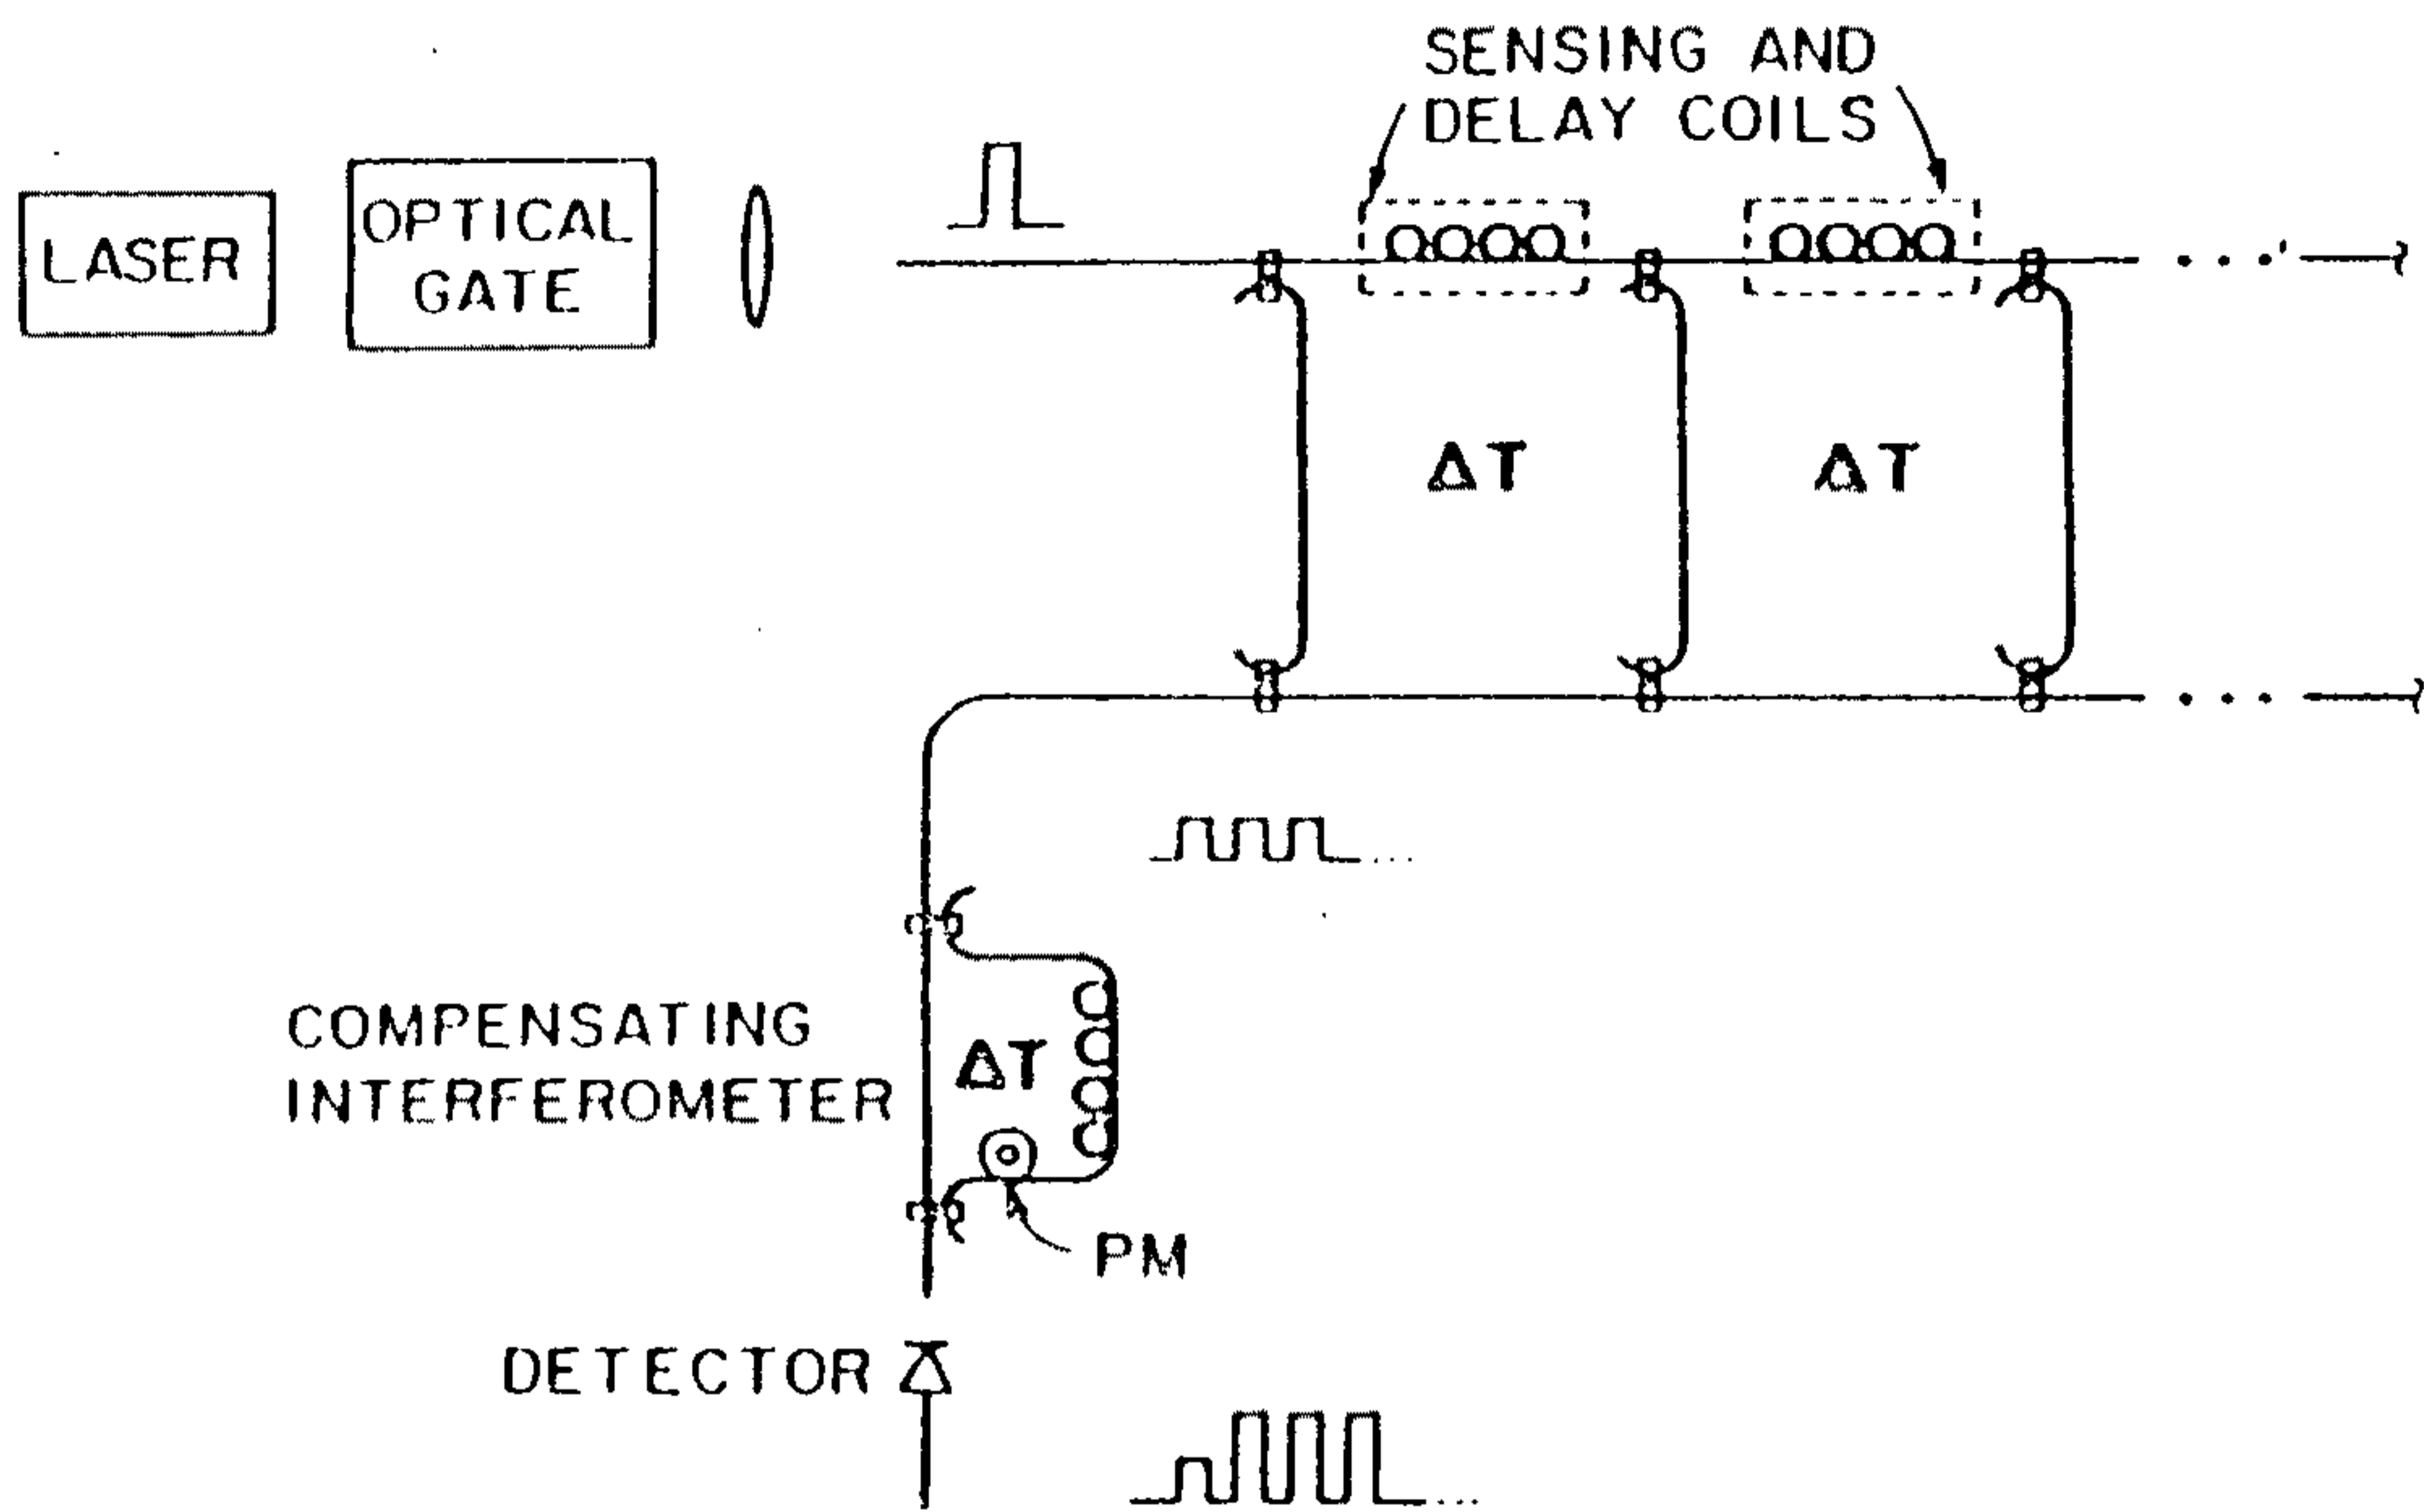 SENSING AND
DELAY COILS
LASER
OPTICAL
GATE
ΔT
ΔT
COMPENSATING
INTERFEROMETER
ΔT
PM
DETECTOR